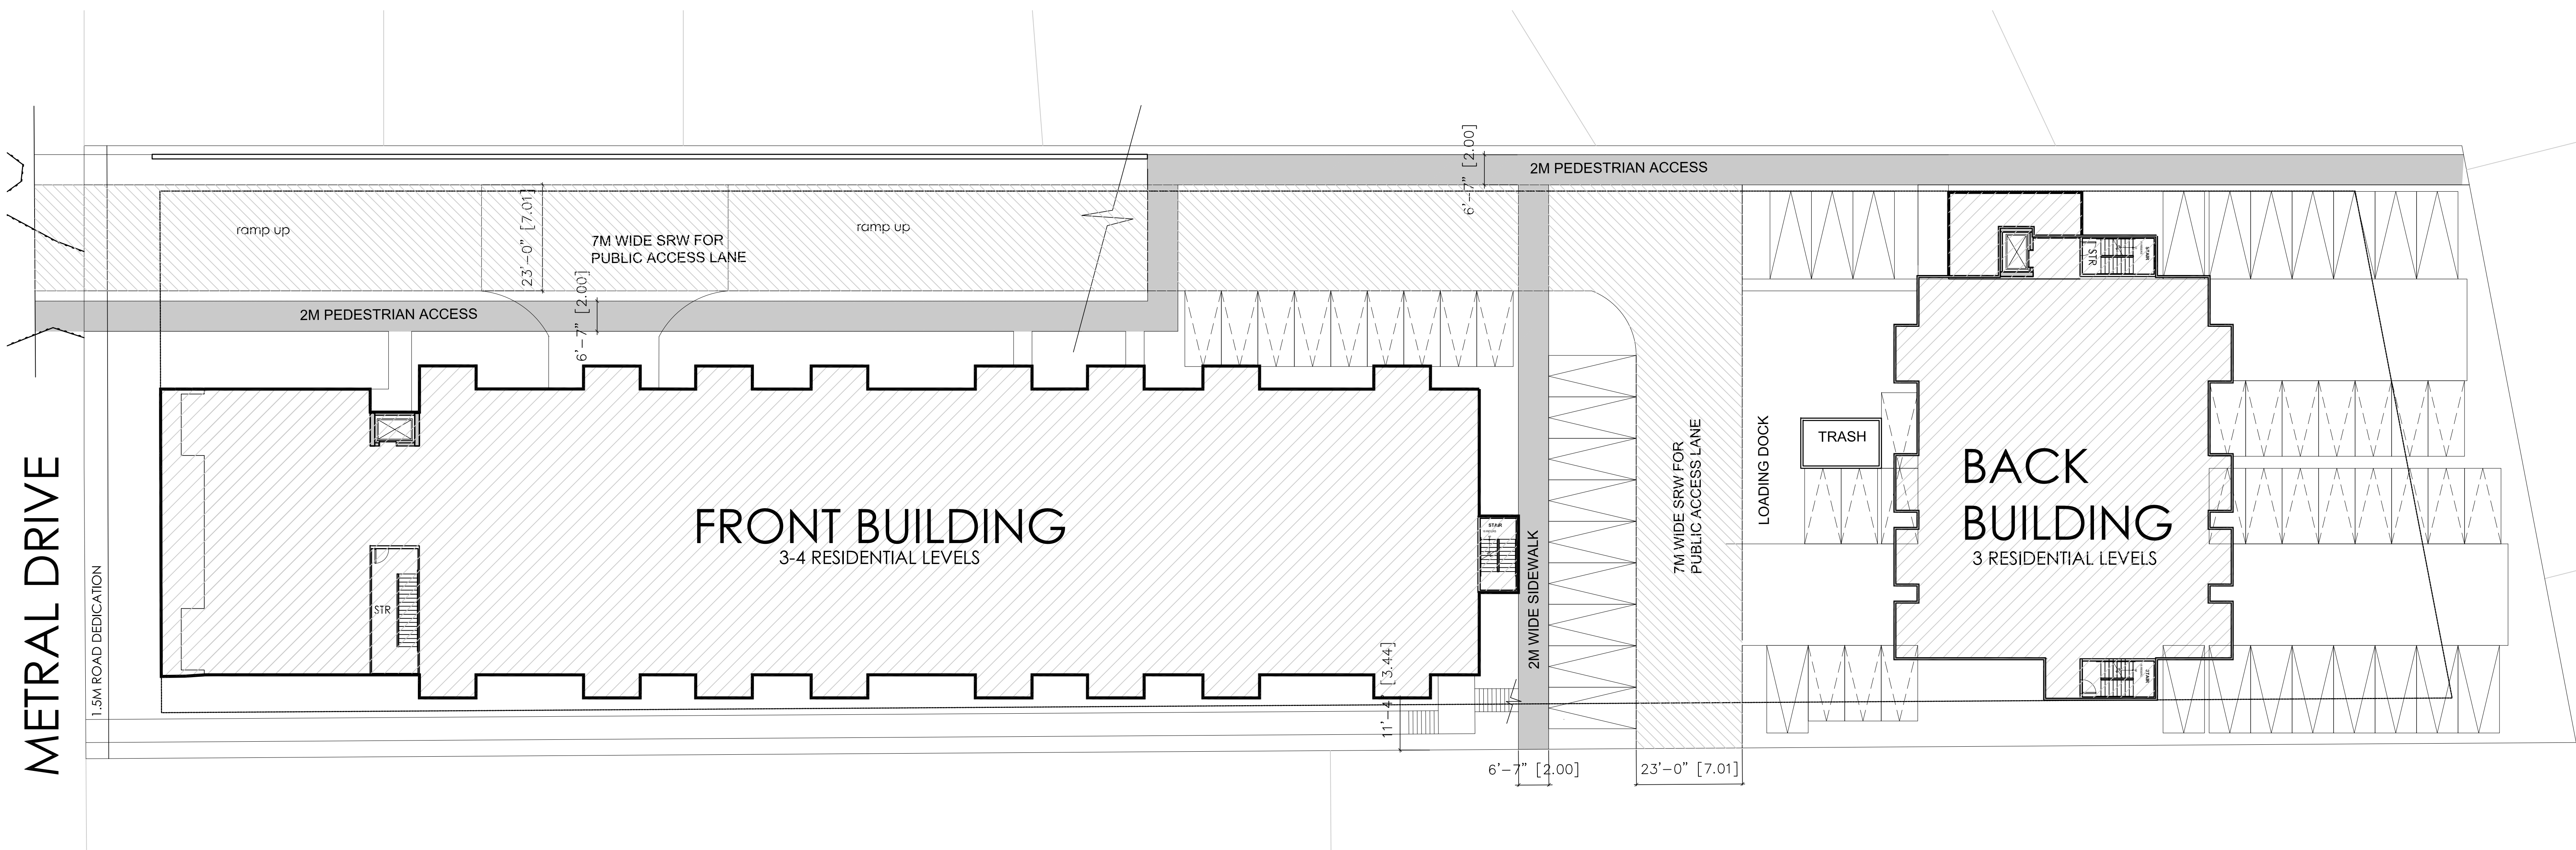 METRAL DRIVE
1.5M ROAD DEDICATION
ramp up
23'-0" [7.01]
7M WIDE SRW FOR
PUBLIC ACCESS LANE
ramp up
6'-7" [2.00]
2M PEDESTRIAN ACCESS
6'-7" [2.00]
2M PEDESTRIAN ACCESS
FRONT BUILDING
3-4 RESIDENTIAL LEVELS
STR
STAIR
11'-4" [3.44]
2M WIDE SIDEWALK
6'-7" [2.00]
23'-0" [7.01]
7M WIDE SRW FOR
PUBLIC ACCESS LANE
LOADING DOCK
TRASH
STR
STAIR
BACK
BUILDING
3 RESIDENTIAL LEVELS
STAIR